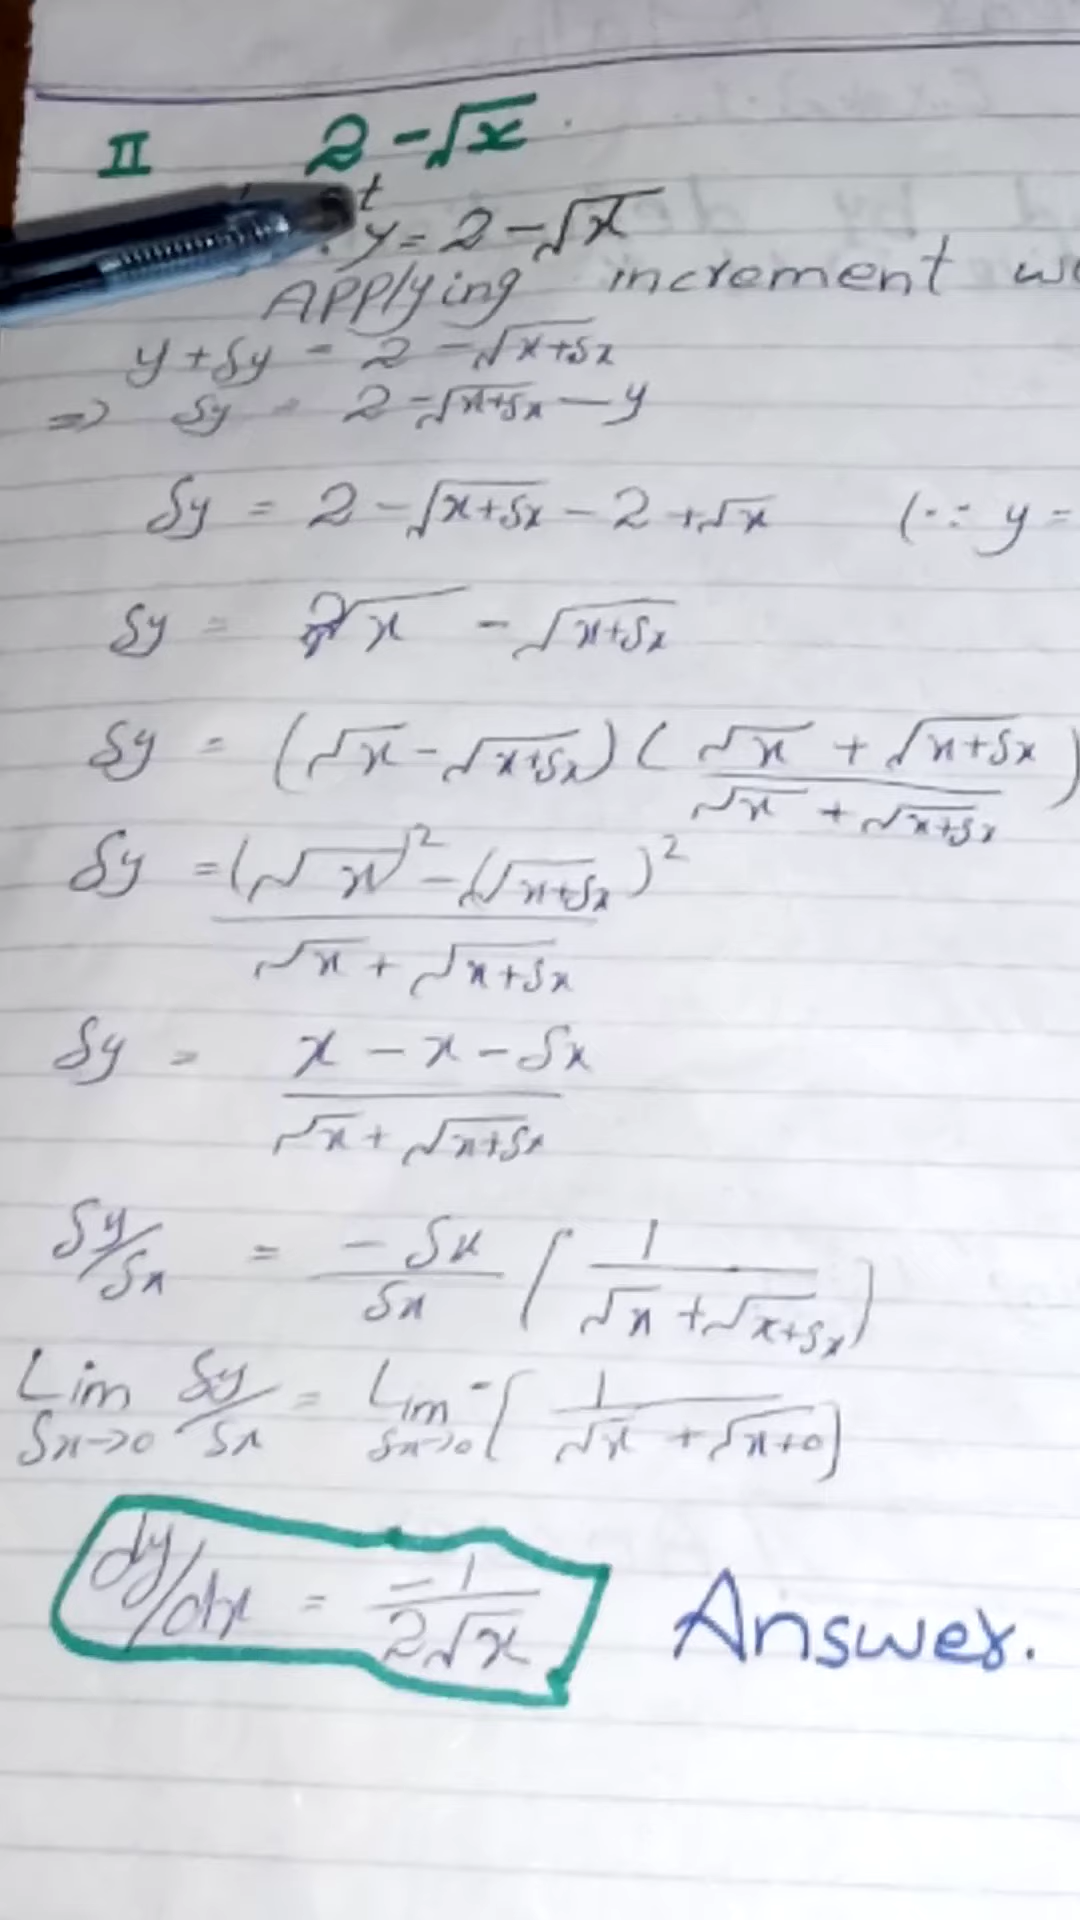 II 2 - √x
y = 2 - √x
Applying increment
y + δy = 2 - √x+δx
=> δy = 2 - √x+δx - y
δy = 2 - √x+δx - 2 + √x (∵ y =
δy = √x - √x+δx
δy = (√x - √x+δx) (√x + √x+δx / √x + √x+δx)
δy = (√x)² - (√x+δx)² / √x + √x+δx
δy = x - x - δx / √x + √x+δx
δy/δx = -δx/δx (1 / √x + √x+δx)
Lim δx→0 δy/δx = Lim δx→0 -(1 / √x + √x+0)
dy/dx = -1/2√x Answer.